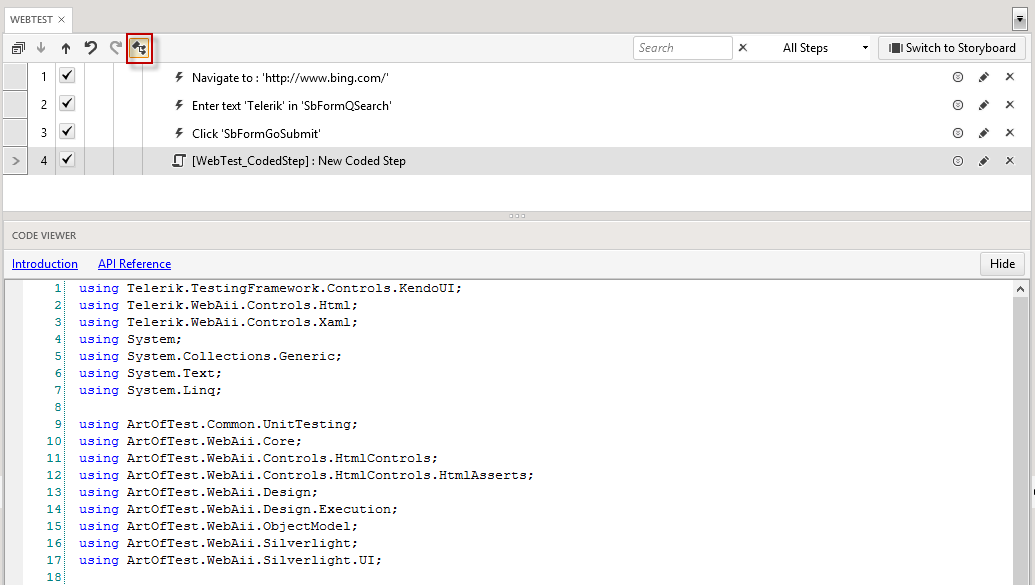 WEBTEST
Search
All Steps
Switch to Storyboard
1 Navigate to : 'http://www.bing.com/'
2 Enter text 'Telerik' in 'SbFormQSearch'
3 Click 'SbFormGoSubmit'
4 [WebTest_CodedStep] : New Coded Step
CODE VIEWER
Introduction API Reference Hide
1 using Telerik.TestingFramework.Controls.KendoUI;
2 using Telerik.WebAii.Controls.Html;
3 using Telerik.WebAii.Controls.Xaml;
4 using System;
5 using System.Collections.Generic;
6 using System.Text;
7 using System.Linq;
8
9 using ArtOfTest.Common.UnitTesting;
10 using ArtOfTest.WebAii.Core;
11 using ArtOfTest.WebAii.Controls.HtmlControls;
12 using ArtOfTest.WebAii.Controls.HtmlControls.HtmlAsserts;
13 using ArtOfTest.WebAii.Design;
14 using ArtOfTest.WebAii.Design.Execution;
15 using ArtOfTest.WebAii.ObjectModel;
16 using ArtOfTest.WebAii.Silverlight;
17 using ArtOfTest.WebAii.Silverlight.UI;
18